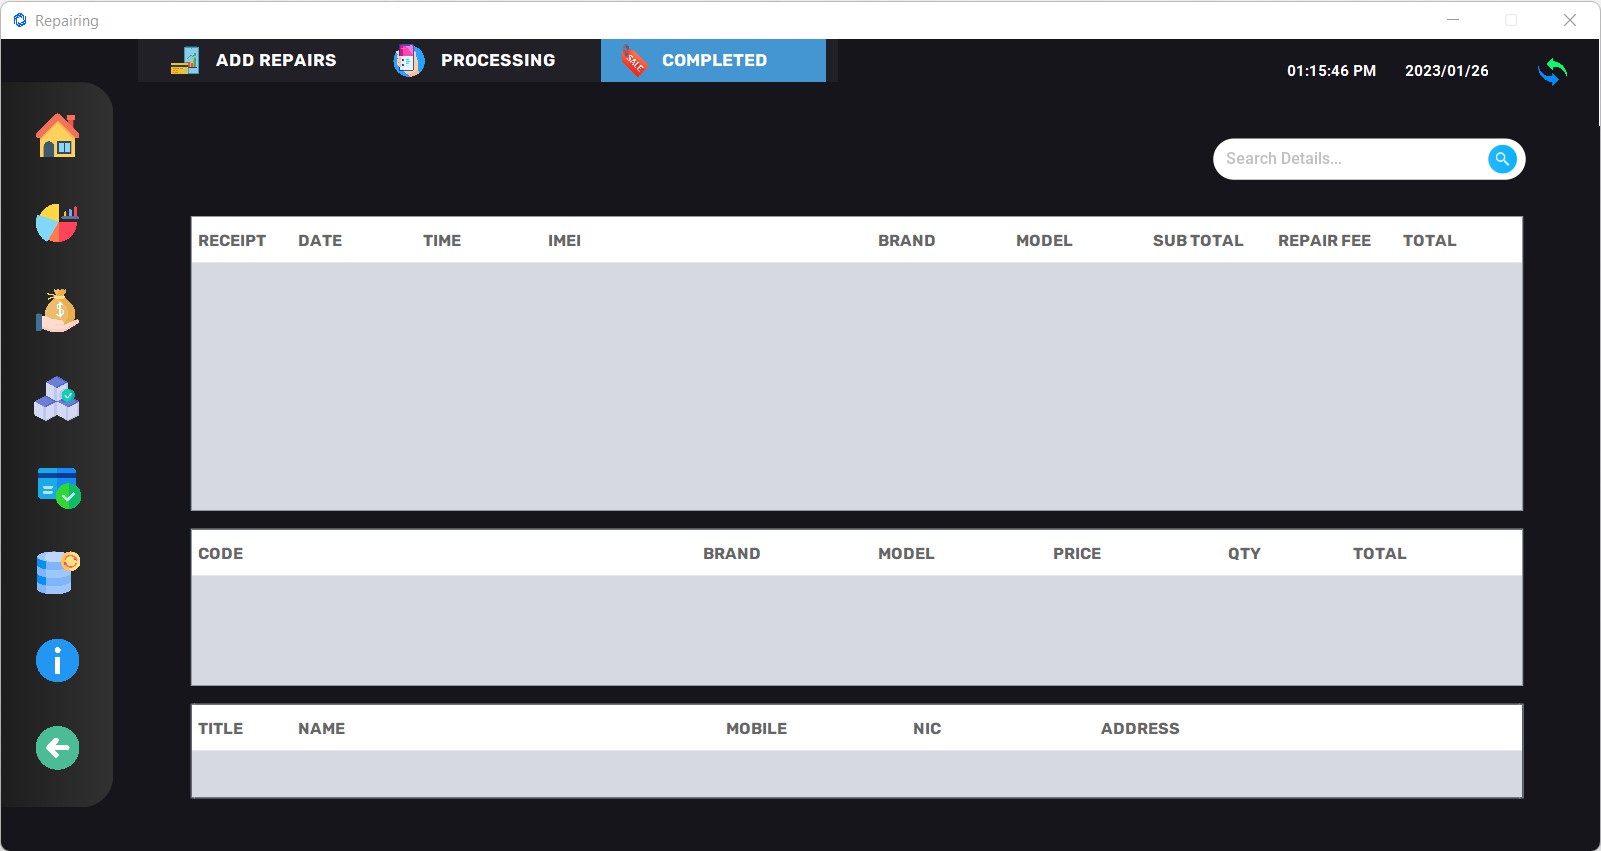 Repairing
ADD REPAIRS PROCESSING COMPLETED
01:15:46 PM 2023/01/26
Search Details...
RECEIPT DATE TIME IMEI BRAND MODEL SUB TOTAL REPAIR FEE TOTAL
CODE BRAND MODEL PRICE QTY TOTAL
TITLE NAME MOBILE NIC ADDRESS